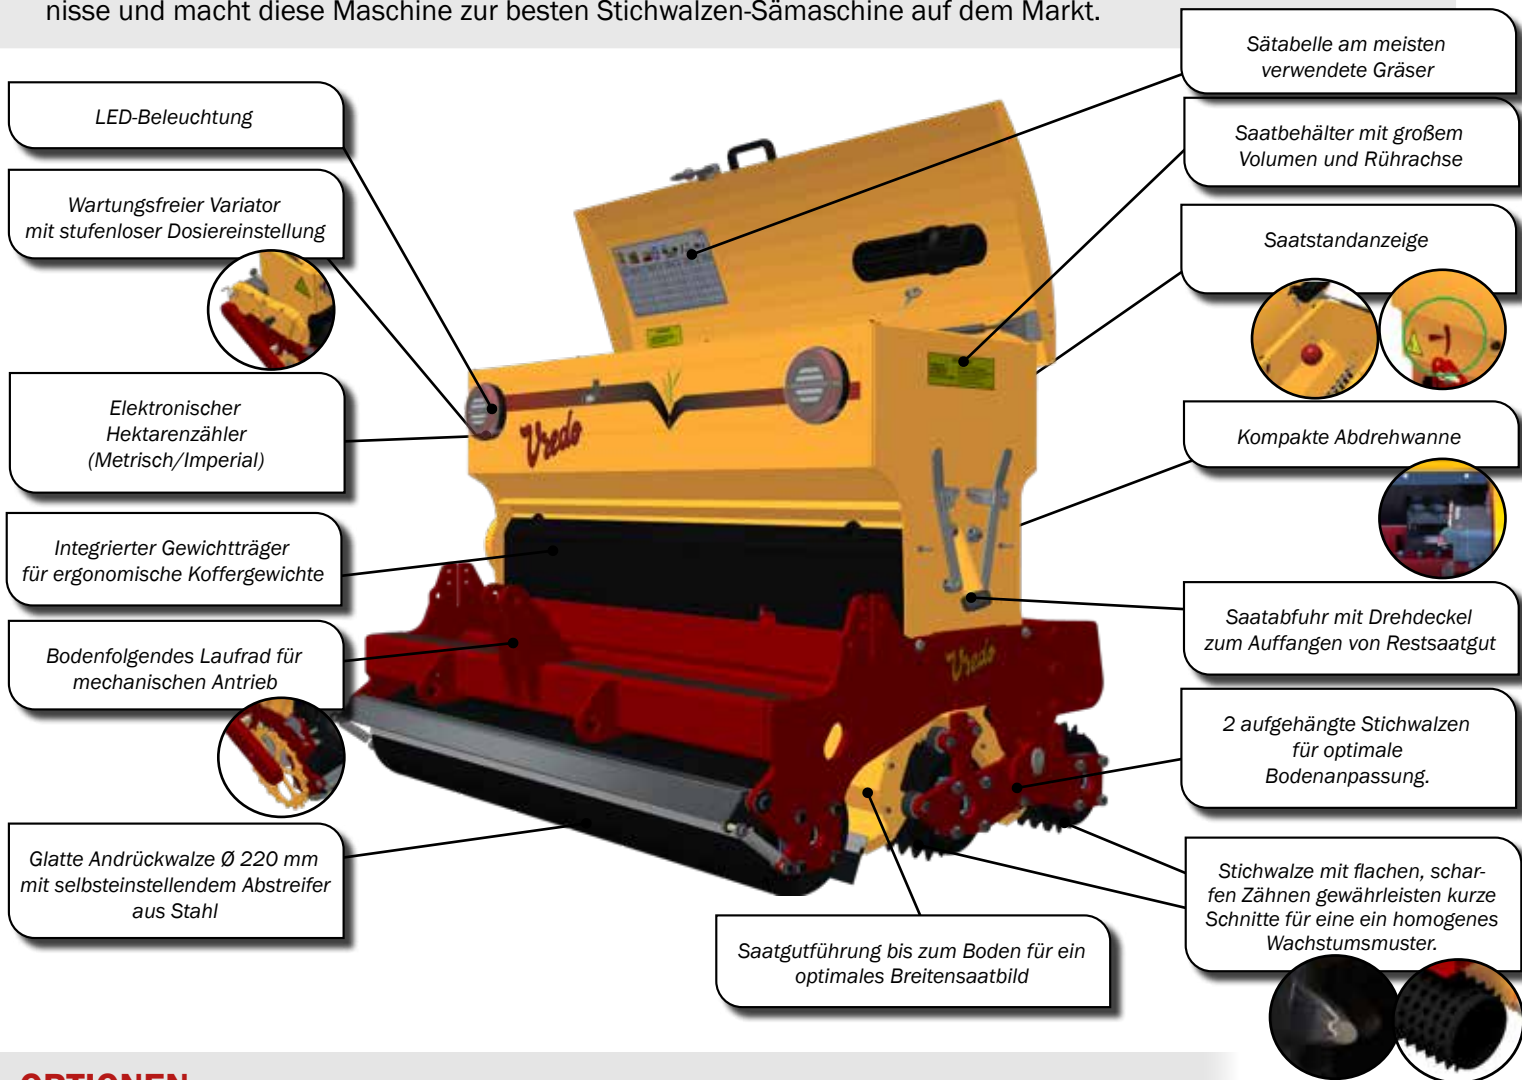 nisse und macht diese Maschine zur besten Stichwalzen-Sämaschine auf dem Markt.
LED-Beleuchtung
Wartungsfreier Variator
mit stufenloser Dosiereinstellung
Elektronischer
Hektarenzähler
(Metrisch/Imperial)
Integrierter Gewichtträger
für ergonomische Koffergewichte
Bodenfolgendes Laufrad für
mechanischen Antrieb
Glatte Andrückwalze Ø 220 mm
mit selbsteinstellendem Abstreifer
aus Stahl
Vredo
Vredo
Sätabelle am meisten
verwendete Gräser
Saatbehälter mit großem
Volumen und Rührachse
Saatstandanzeige
Kompakte Abdrehwanne
Saatabfuhr mit Drehdeckel
zum Auffangen von Restsaatgut
2 aufgehängte Stichwalzen
für optimale
Bodenanpassung.
Stichwalze mit flachen, schar-
fen Zähnen gewährleisten kurze
Schnitte für eine ein homogenes
Wachstumsmuster.
Saatgutführung bis zum Boden für ein
optimales Breitensaatbild
OPTIONEN